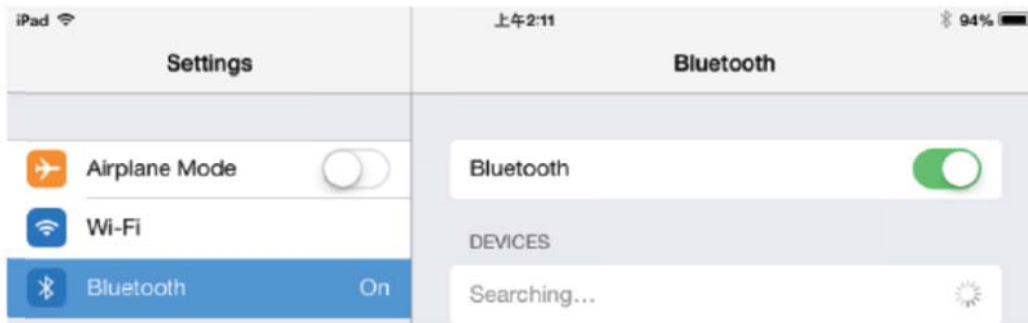 iPad 上午2:11 94%
Settings
Bluetooth
Airplane Mode
Wi-Fi
Bluetooth On
Bluetooth
DEVICES
Searching...